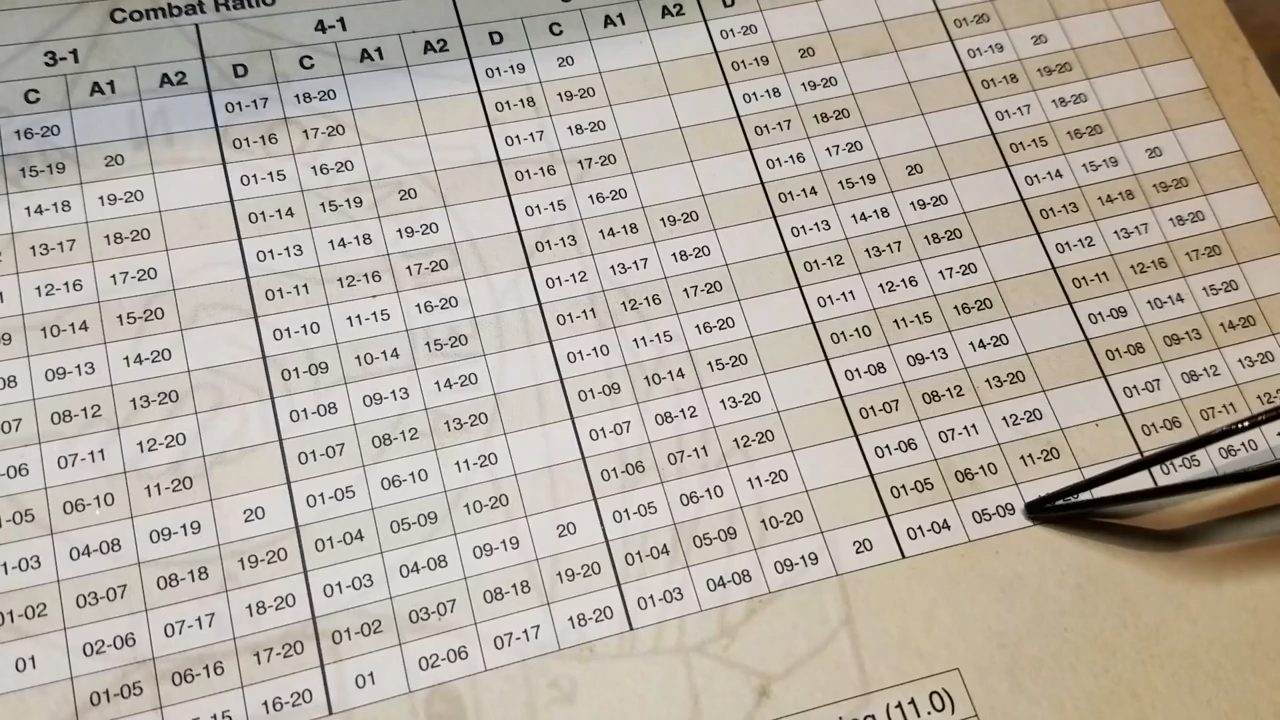 Combat Ratio
3-1 4-1
C A1 A2 D C A1 A2 D C A1 A2 D
16-20 01-17 18-20 01-19 20 01-20
15-19 20 01-16 17-20 01-18 19-20 01-19 20 01-20
14-18 19-20 01-15 16-20 01-17 18-20 01-18 19-20 01-19 20
13-17 18-20 01-14 15-19 20 01-16 17-20 01-17 18-20 01-18 19-20
12-16 17-20 01-13 14-18 19-20 01-15 16-20 01-16 17-20 01-17 18-20
09 10-14 15-20 01-11 12-16 17-20 01-13 14-18 19-20 01-14 15-19 20 01-15 16-20
08 09-13 14-20 01-10 11-15 16-20 01-12 13-17 18-20 01-13 14-18 19-20 01-14 15-19 20
07 08-12 13-20 01-09 10-14 15-20 01-11 12-16 17-20 01-12 13-17 18-20 01-13 14-18 19-20
-06 07-11 12-20 01-08 09-13 14-20 01-10 11-15 16-20 01-11 12-16 17-20 01-12 13-17 18-20
-05 06-10 11-20 01-07 08-12 13-20 01-09 10-14 15-20 01-10 11-15 16-20 01-11 12-16 17-20
1-03 04-08 09-19 20 01-05 06-10 11-20 01-07 08-12 13-20 01-08 09-13 14-20 01-09 10-14 15-20
01-02 03-07 08-18 19-20 01-04 05-09 10-20 01-06 07-11 12-20 01-07 08-12 13-20 01-08 09-13 14-20
01 02-06 07-17 18-20 01-03 04-08 09-19 20 01-05 06-10 11-20 01-06 07-11 12-20 01-07 08-12 13-20
01-05 06-16 17-20 01-02 03-07 08-18 19-20 01-04 05-09 10-20 01-05 06-10 11-20 01-06 07-11
-15 16-20 01 02-06 07-17 18-20 01-03 04-08 09-19 20 01-04 05-09 01-05 06-10
(11.0)